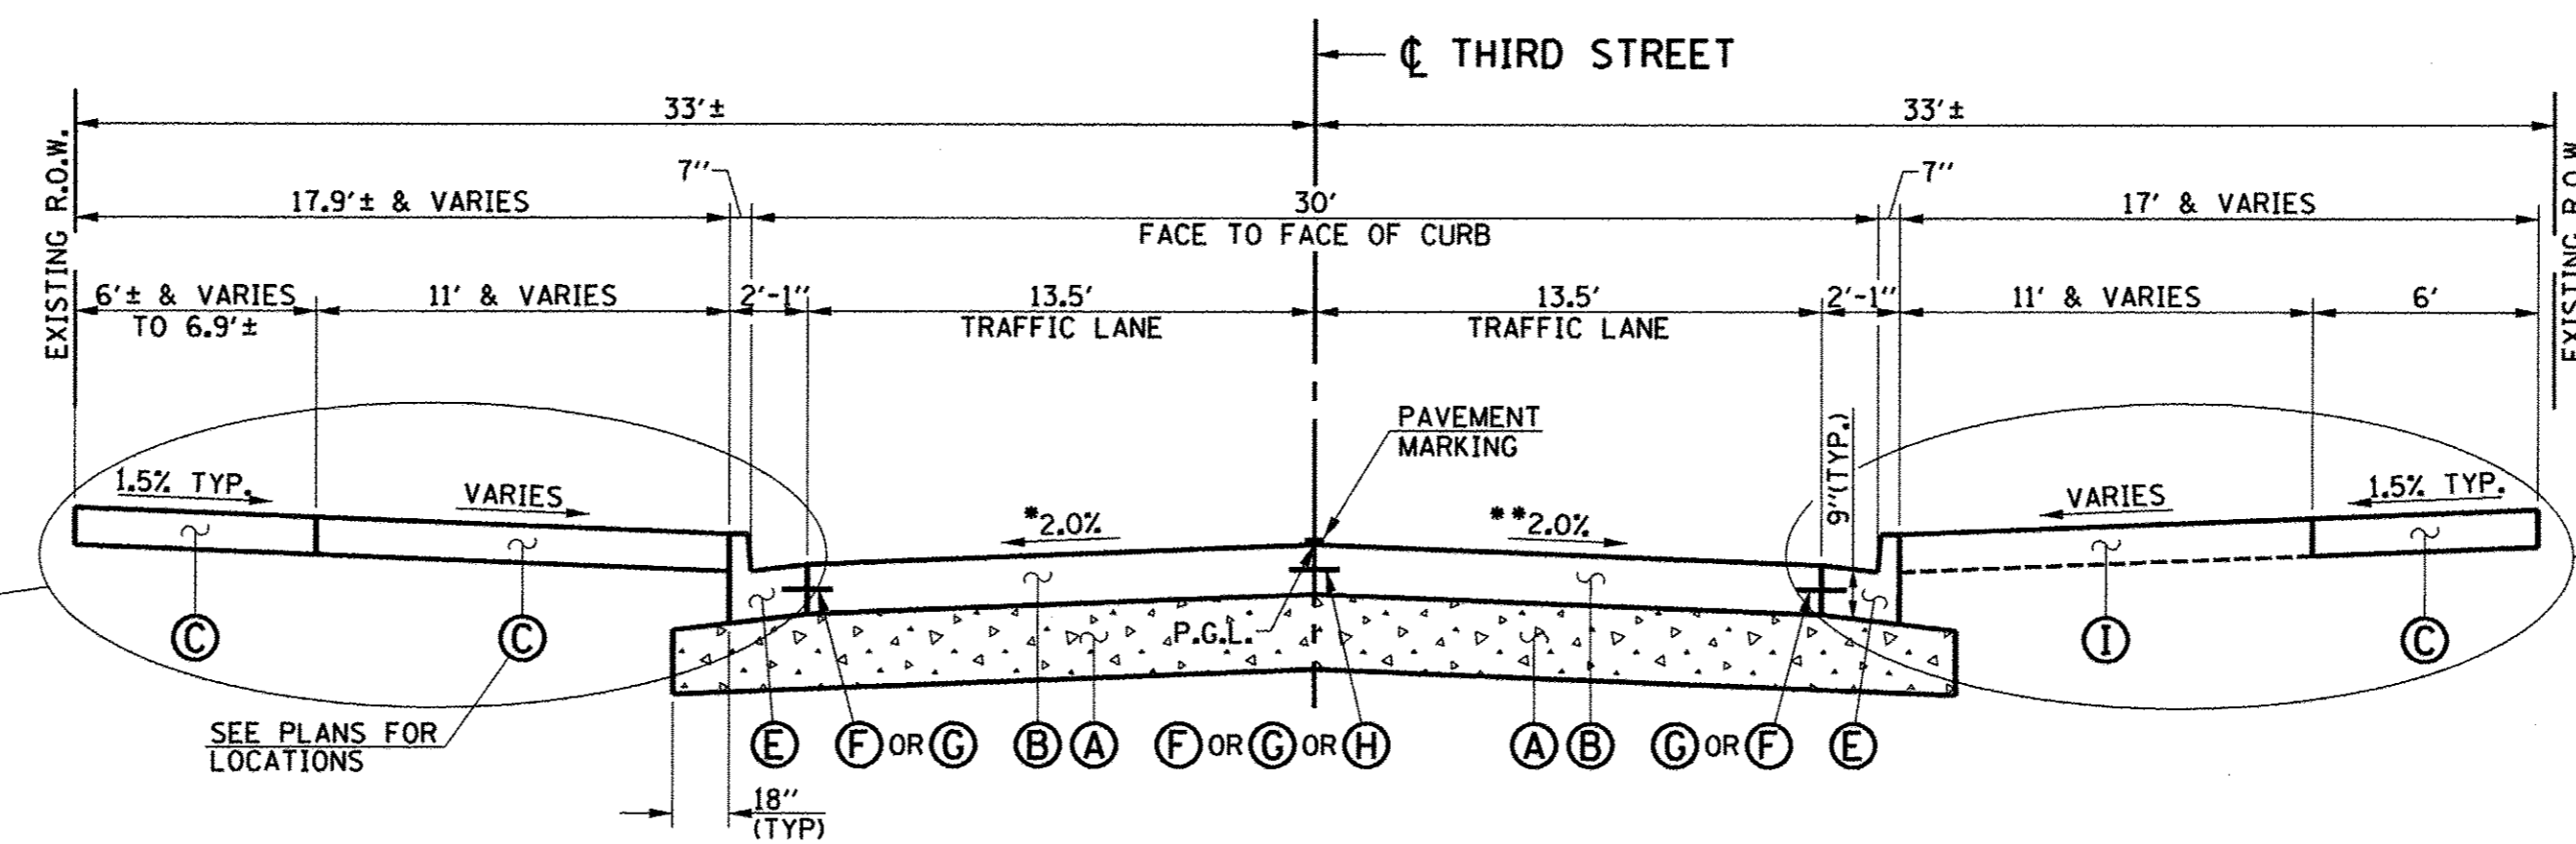 ℄ THIRD STREET
33'± 33'±
EXISTING R.O.W.
EXISTING R.O.W.
7'' 7''
17.9'± & VARIES 30' 17' & VARIES
FACE TO FACE OF CURB
6'± & VARIES 11' & VARIES 2'-1'' 13.5' 13.5' 2'-1'' 11' & VARIES 6'
TO 6.9'± TRAFFIC LANE TRAFFIC LANE
PAVEMENT
MARKING
9''(TYP.)
1.5% TYP. VARIES *2.0% **2.0% VARIES 1.5% TYP.
P.G.L.
C C I C
SEE PLANS FOR
LOCATIONS
E F OR G B A F OR G OR H A B G OR F E
18''
(TYP)